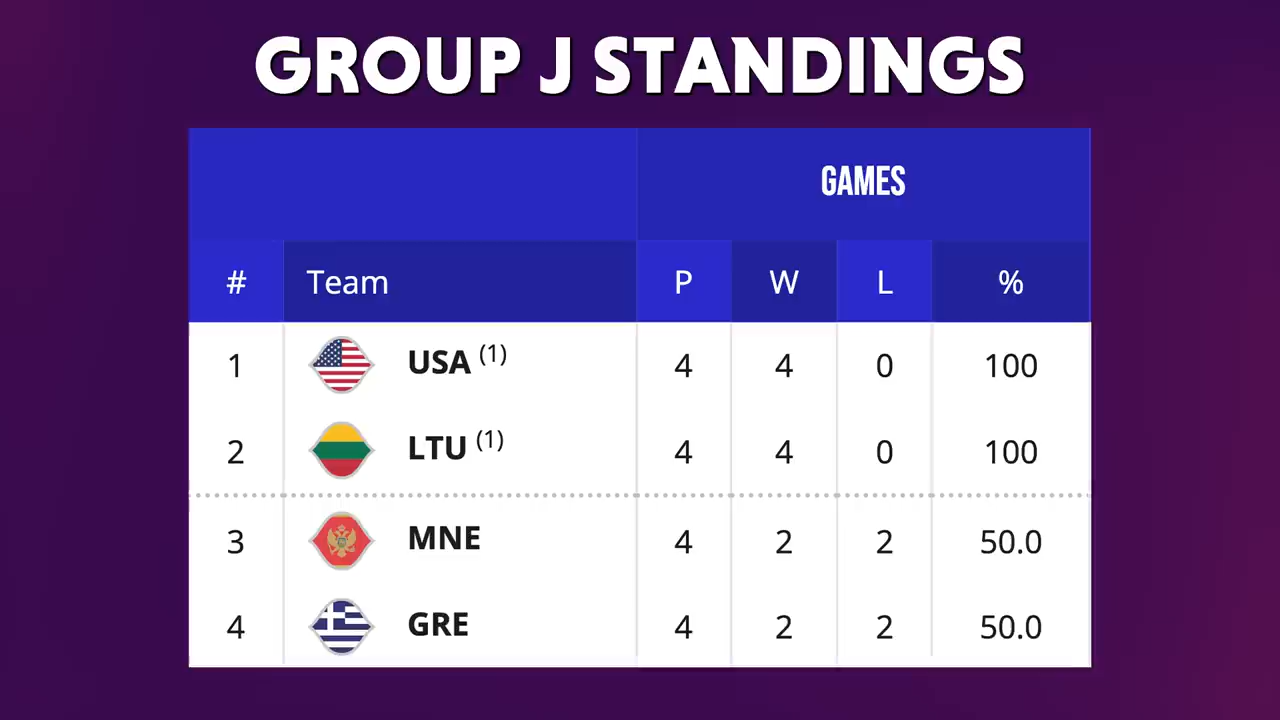 GROUP J STANDINGS
GAMES
# Team P W L %
1 USA (1) 4 4 0 100
2 LTU (1) 4 4 0 100
3 MNE 4 2 2 50.0
4 GRE 4 2 2 50.0